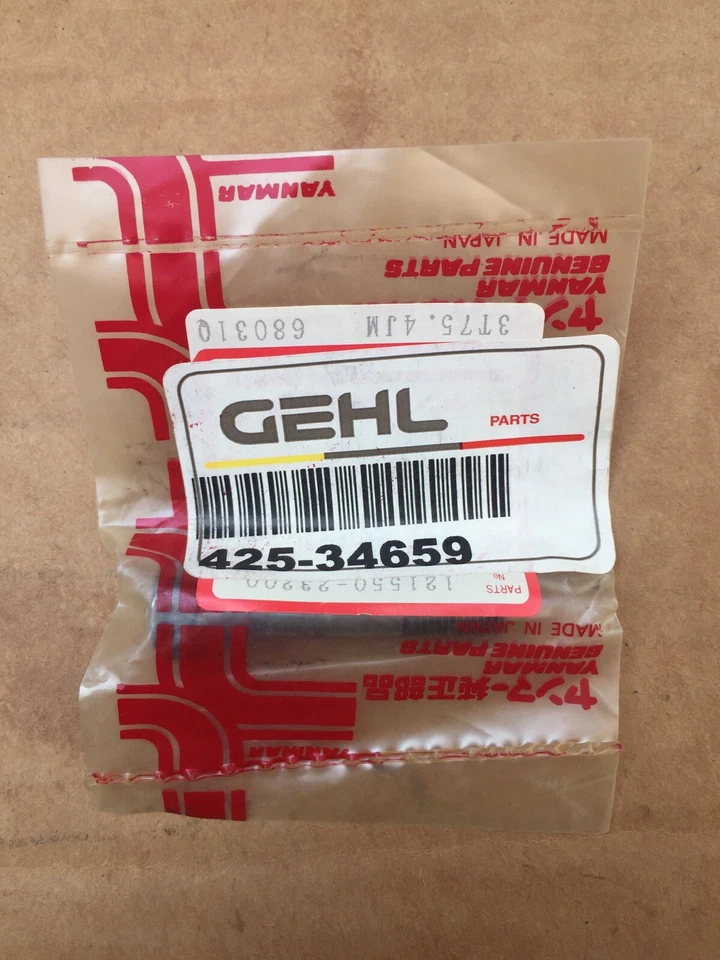 YANMAR
MADE IN JAPAN
GENUINE PARTS
YANMAR
3T75.4JM 68031Q
GEHL PARTS
425-34659
PARTS No 121550-23200
MADE IN JAPAN
GENUINE PARTS
YANMAR
ヤンマー純正部品
YANMAR